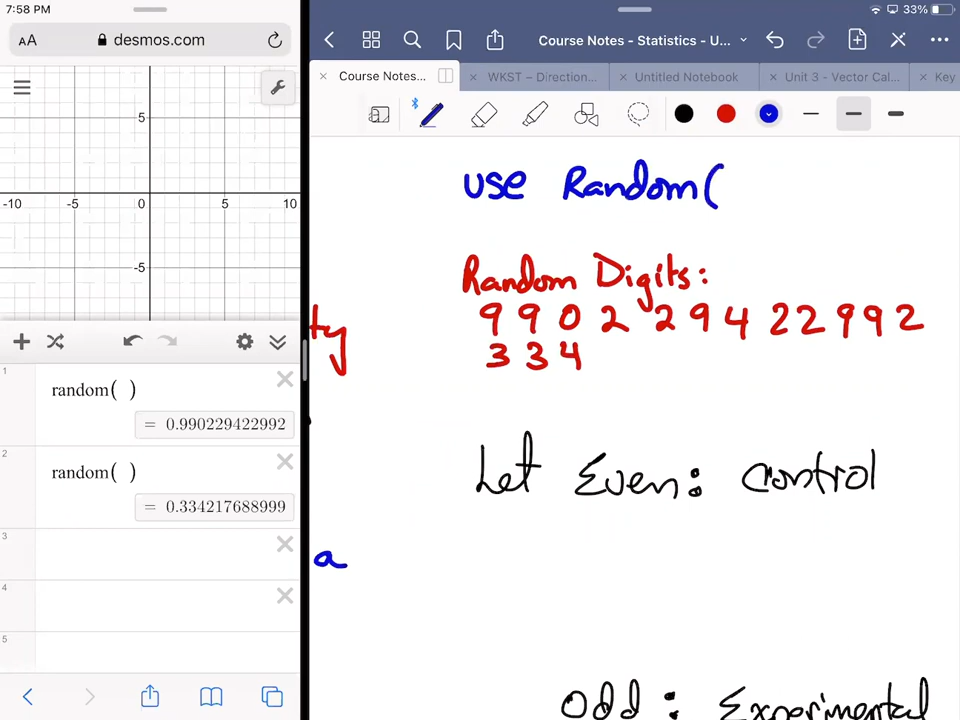 7:58 PM
33%
AA desmos.com
5
-10 -5 0 5 10
-5
1
random( )
= 0.990229422992
2
random( )
= 0.334217688999
3
4
5
Course Notes - Statistics - U...
Course Notes... WKST – Direction... Untitled Notebook Unit 3 - Vector Cal... Key
use Random(
Random Digits:
9 9 0 2 2 9 4 2 2 9 9 2
3 3 4
ty
Let Even: control
a
Odd: Experimental